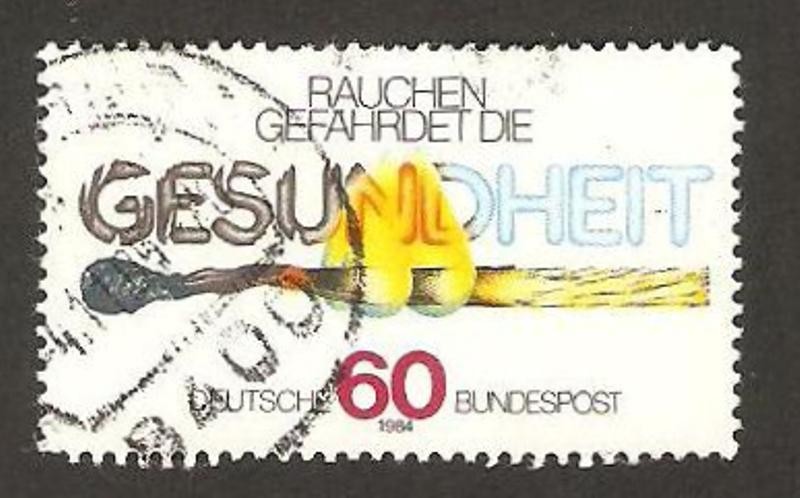 RAUCHEN
GEFÄHRDET DIE
GESUNDHEIT
DEUTSCHE 60 BUNDESPOST
1984